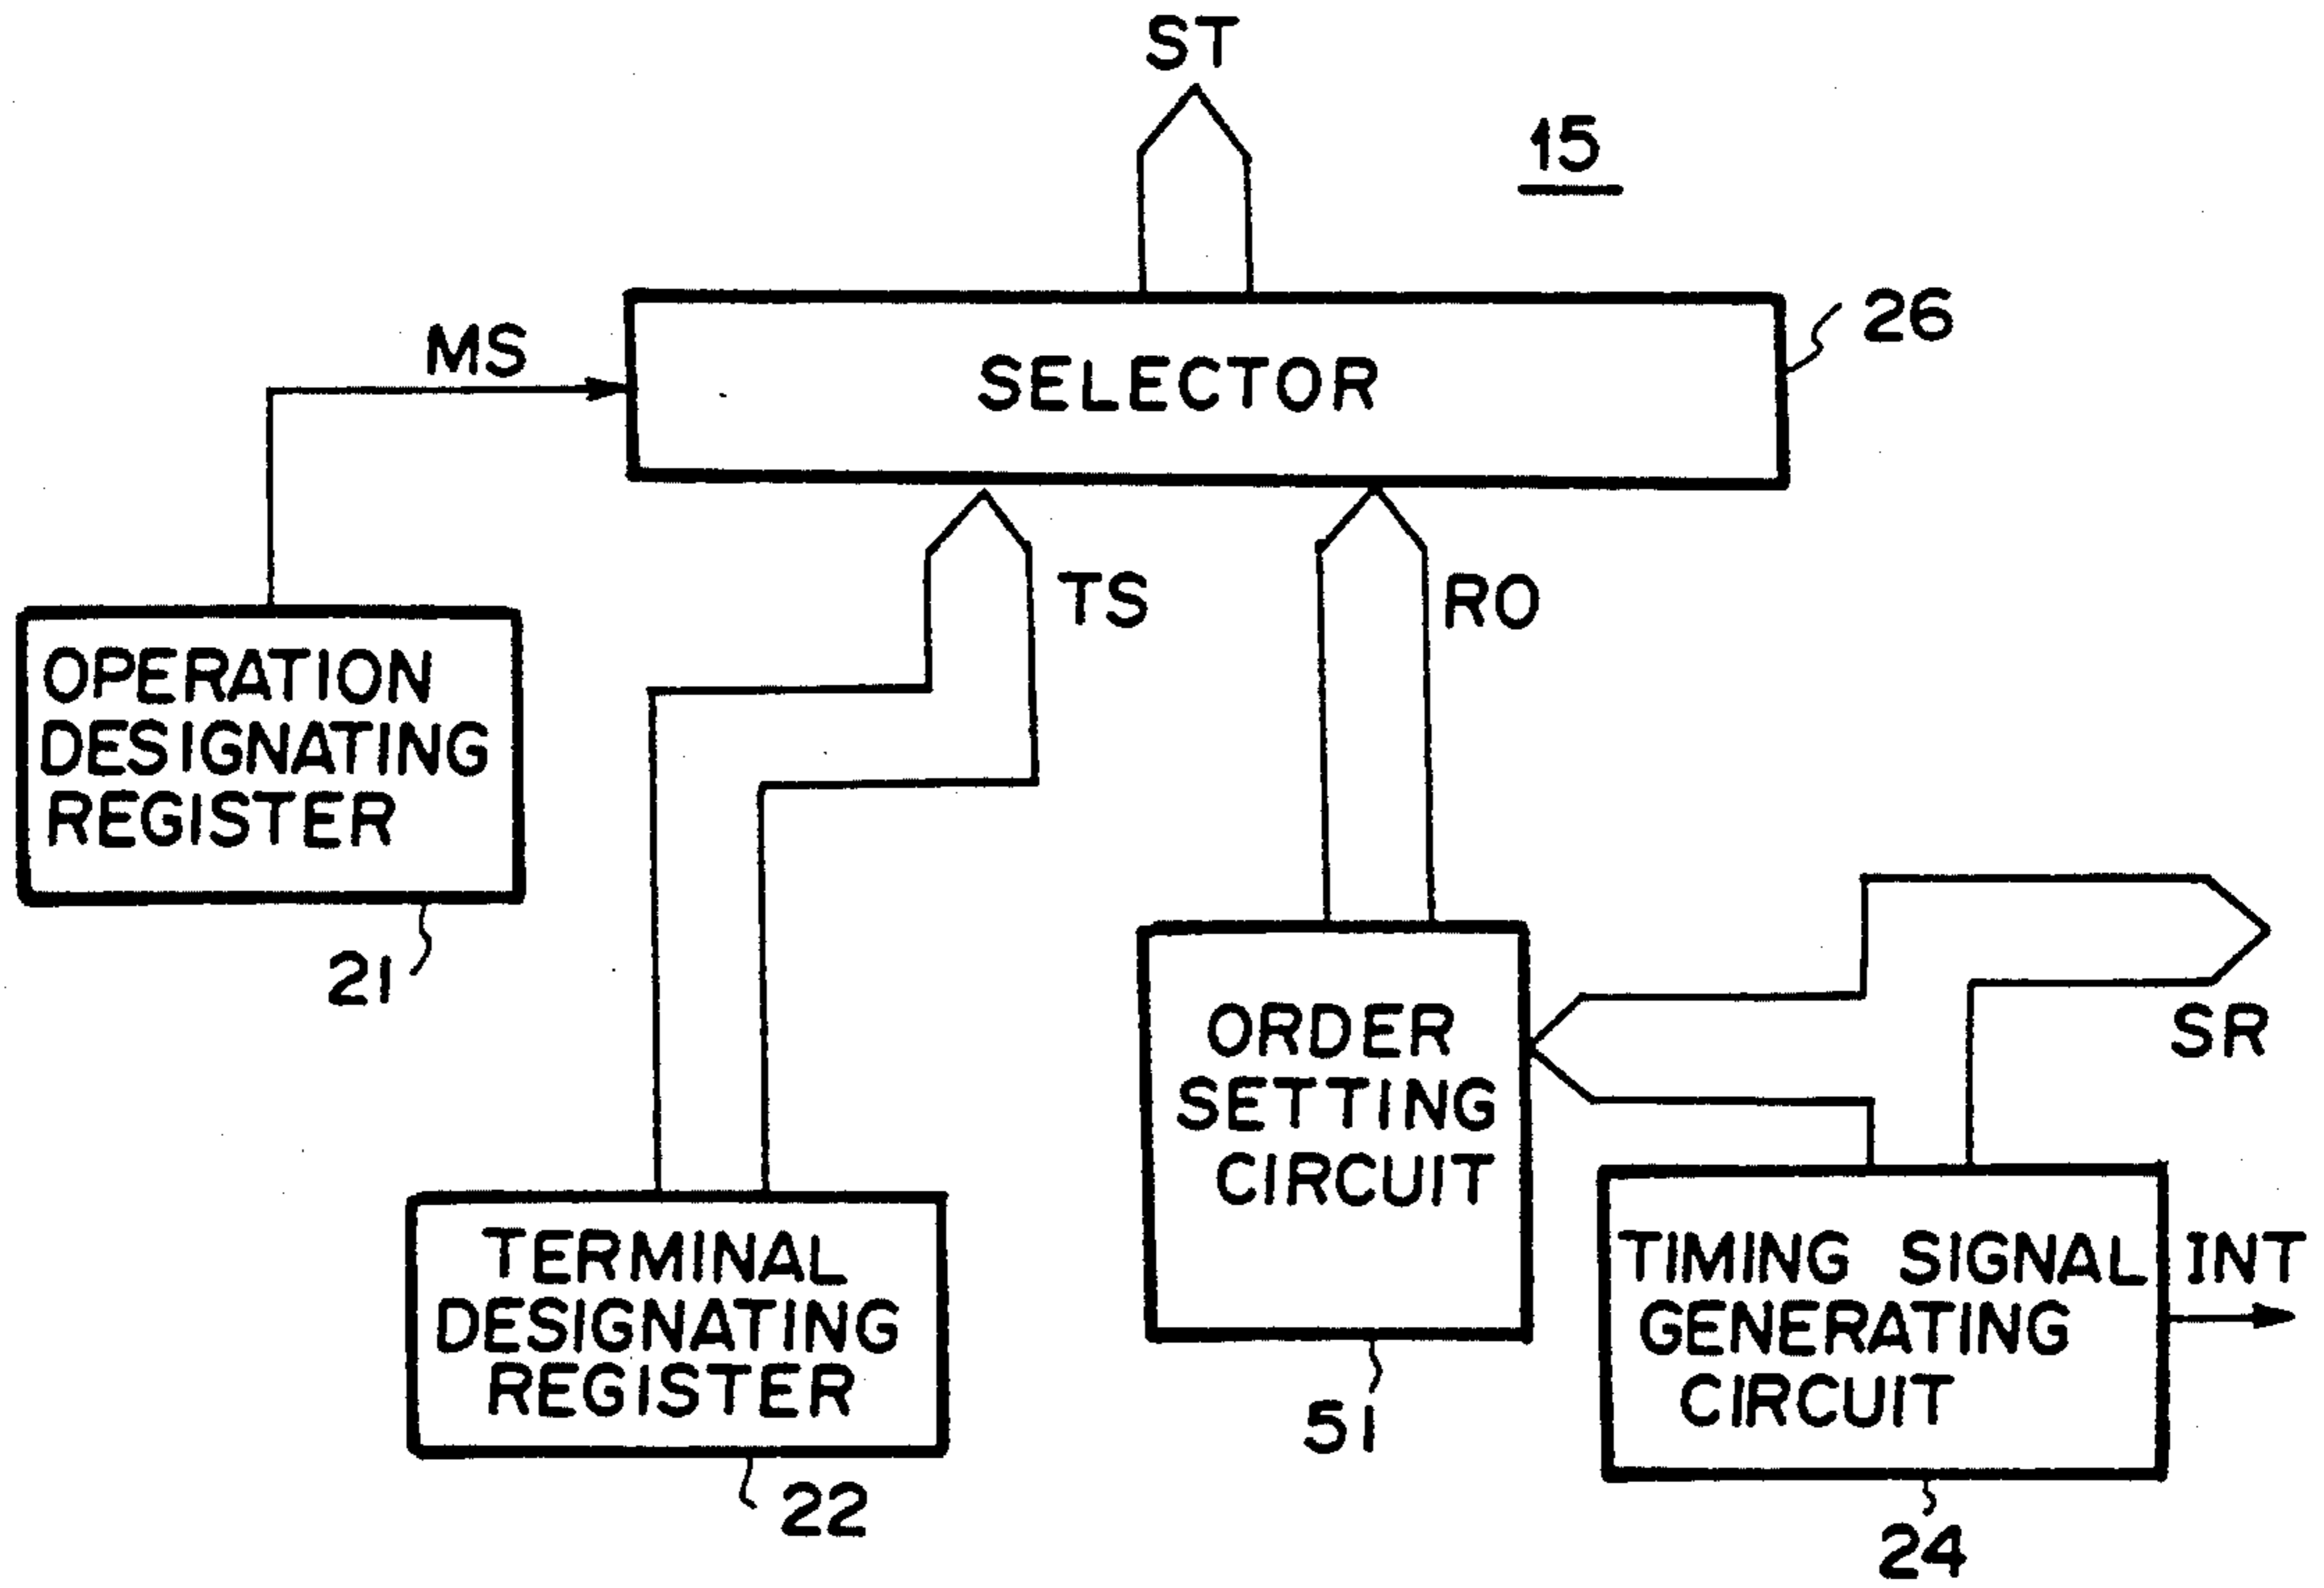 ST
15
MS
26
SELECTOR
TS
RO
OPERATION
DESIGNATING
REGISTER
21
ORDER
SETTING
CIRCUIT
SR
TERMINAL
DESIGNATING
REGISTER
22
51
TIMING SIGNAL
GENERATING
CIRCUIT
INT
24